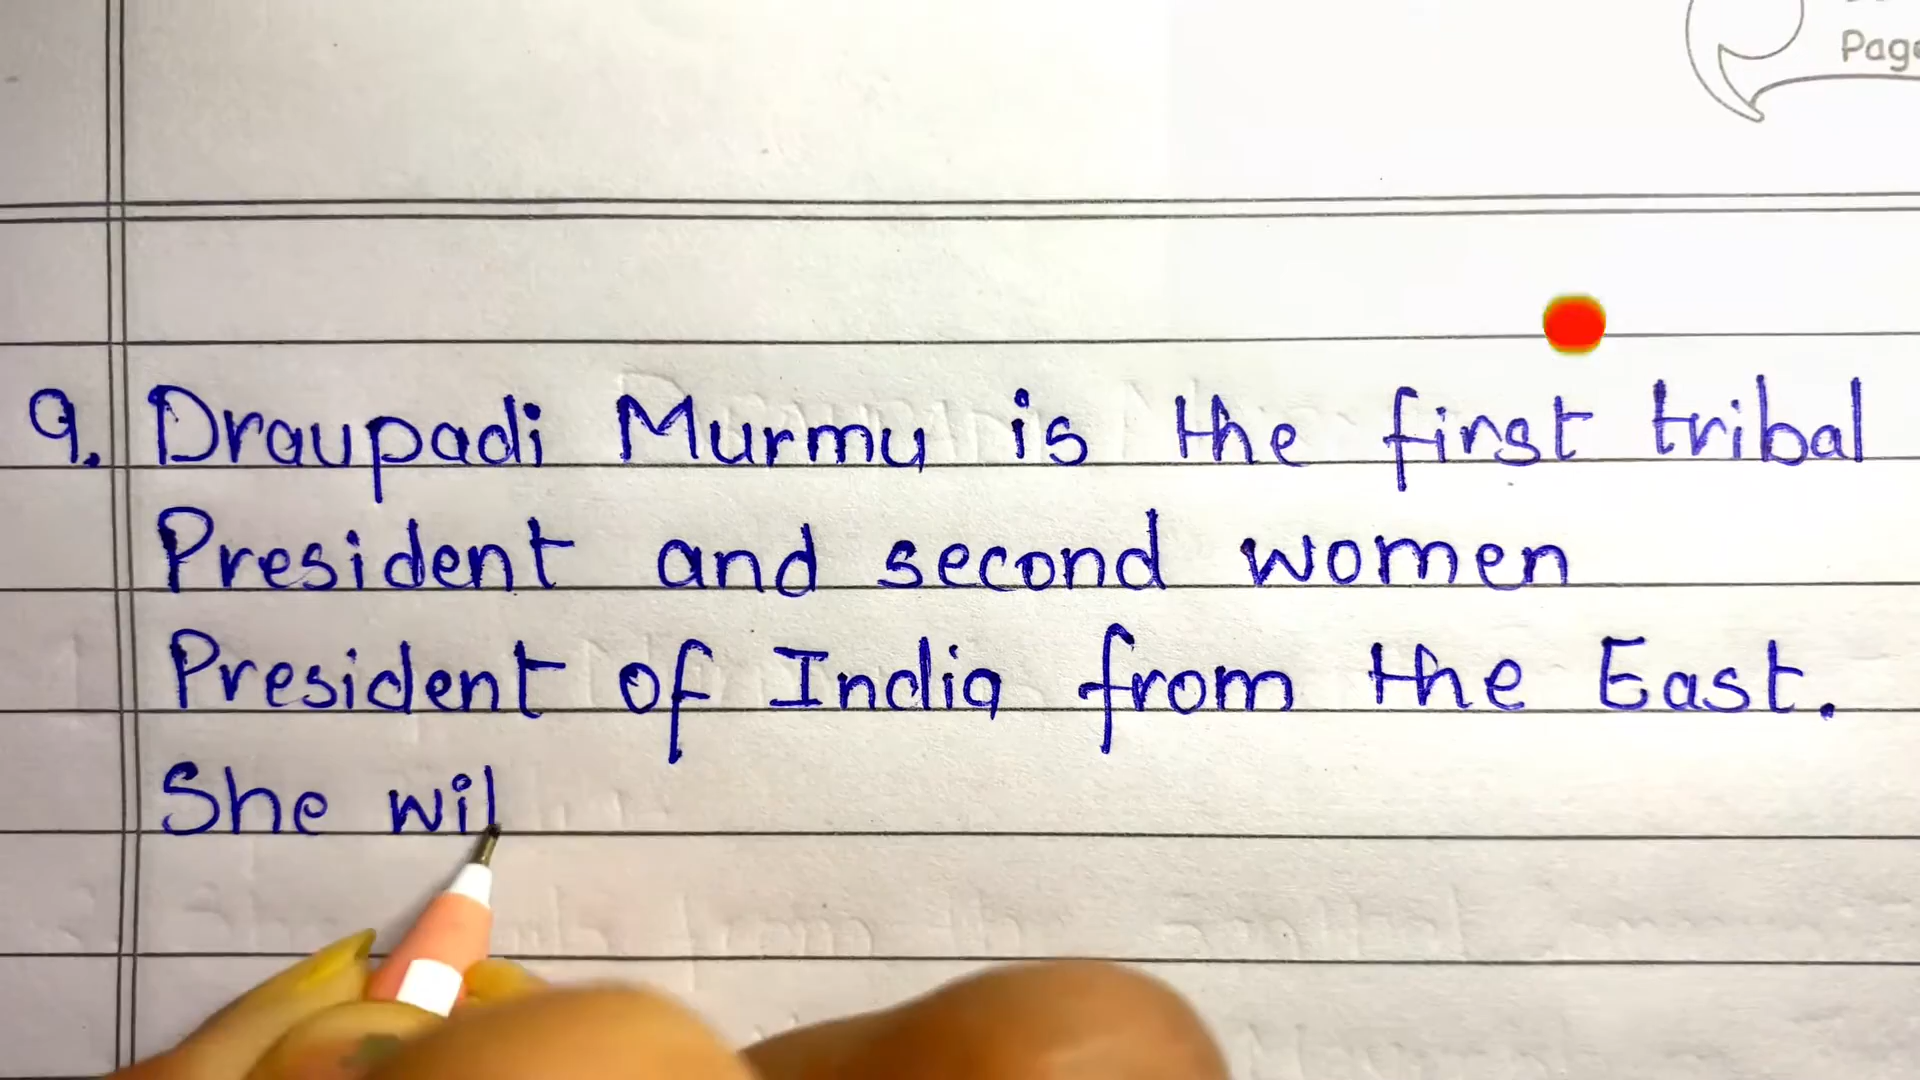 Page
9. Draupadi Murmu is the first tribal
President and second women
President of India from the East.
She wil